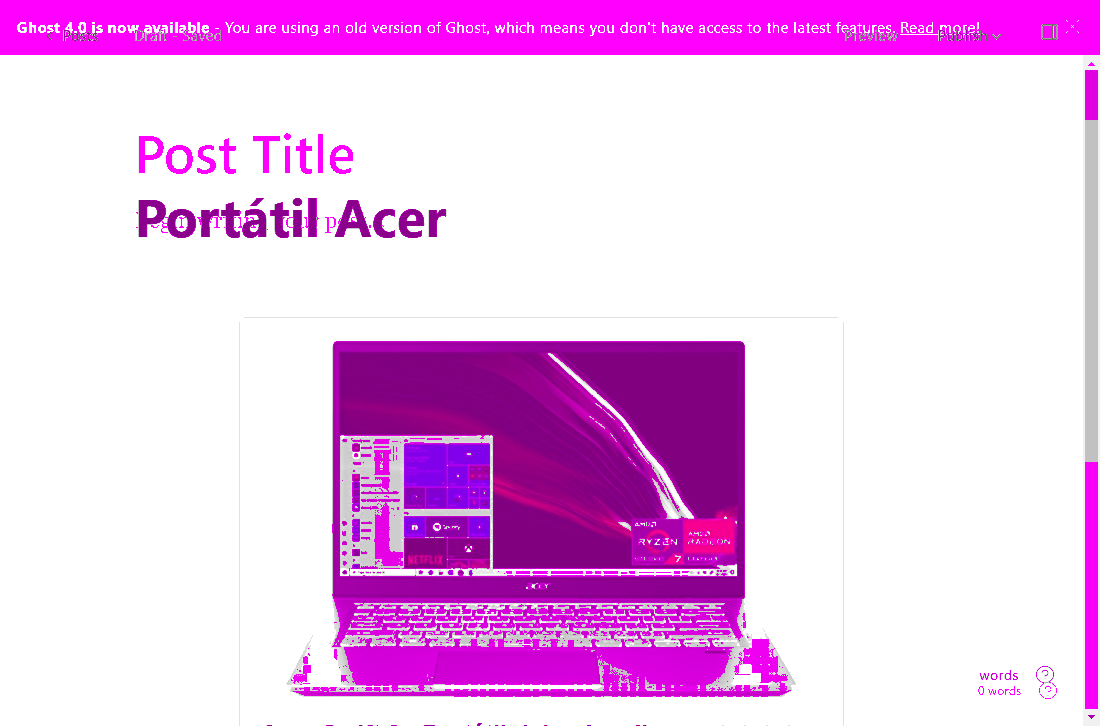 Ghost 4.0 is now available - You are using an old version of Ghost, which means you don't have access to the latest features. Read more!
Posts Draft - Saved Preview Publish
Post Title
Portátil Acer
Begin writing your post...
NETFLIX
AMD
RYZEN
7
AMD
RADEON
acer
words
0 words